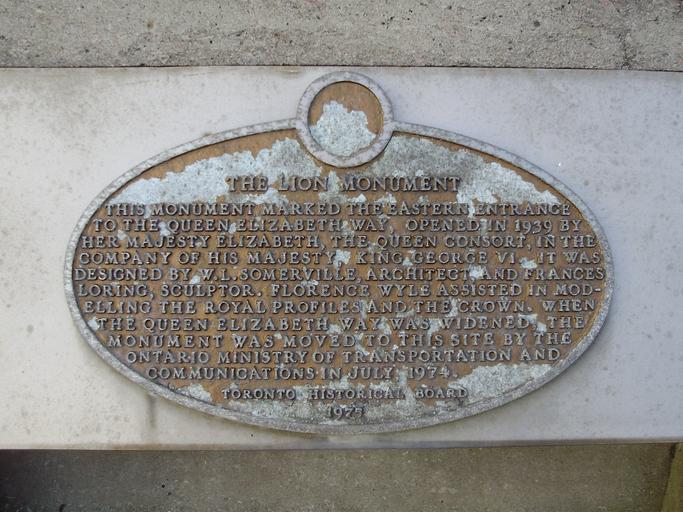 THE LION MONUMENT
THIS MONUMENT MARKED THE EASTERN ENTRANCE
TO THE QUEEN ELIZABETH WAY, OPENED IN 1939 BY
HER MAJESTY ELIZABETH, THE QUEEN CONSORT, IN THE
COMPANY OF HIS MAJESTY KING GEORGE VI. IT WAS
DESIGNED BY W.L. SOMERVILLE, ARCHITECT AND FRANCES
LORING, SCULPTOR. FLORENCE WYLE ASSISTED IN MOD-
ELLING THE ROYAL PROFILES AND THE CROWN. WHEN
THE QUEEN ELIZABETH WAY WAS WIDENED, THE
MONUMENT WAS MOVED TO THIS SITE BY THE
ONTARIO MINISTRY OF TRANSPORTATION AND
COMMUNICATIONS IN JULY, 1974.
TORONTO HISTORICAL BOARD
1975